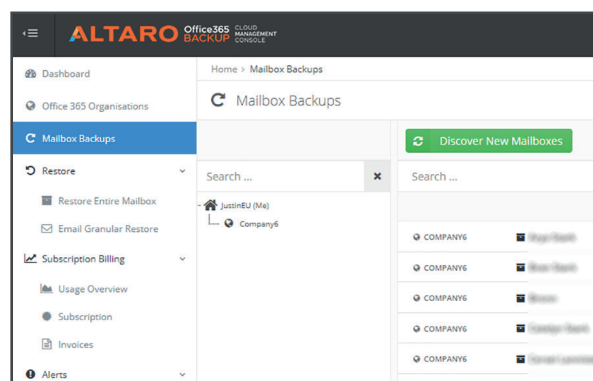 ALTARO Office365 BACKUP CLOUD MANAGEMENT CONSOLE
Dashboard
Office 365 Organisations
Mailbox Backups
Restore
Restore Entire Mailbox
Email Granular Restore
Subscription Billing
Usage Overview
Subscription
Invoices
Alerts
Home > Mailbox Backups
Mailbox Backups
Search ...
JustinEU (Me)
Company6
Discover New Mailboxes
Search ...
COMPANY6
COMPANY6
COMPANY6
COMPANY6
COMPANY6